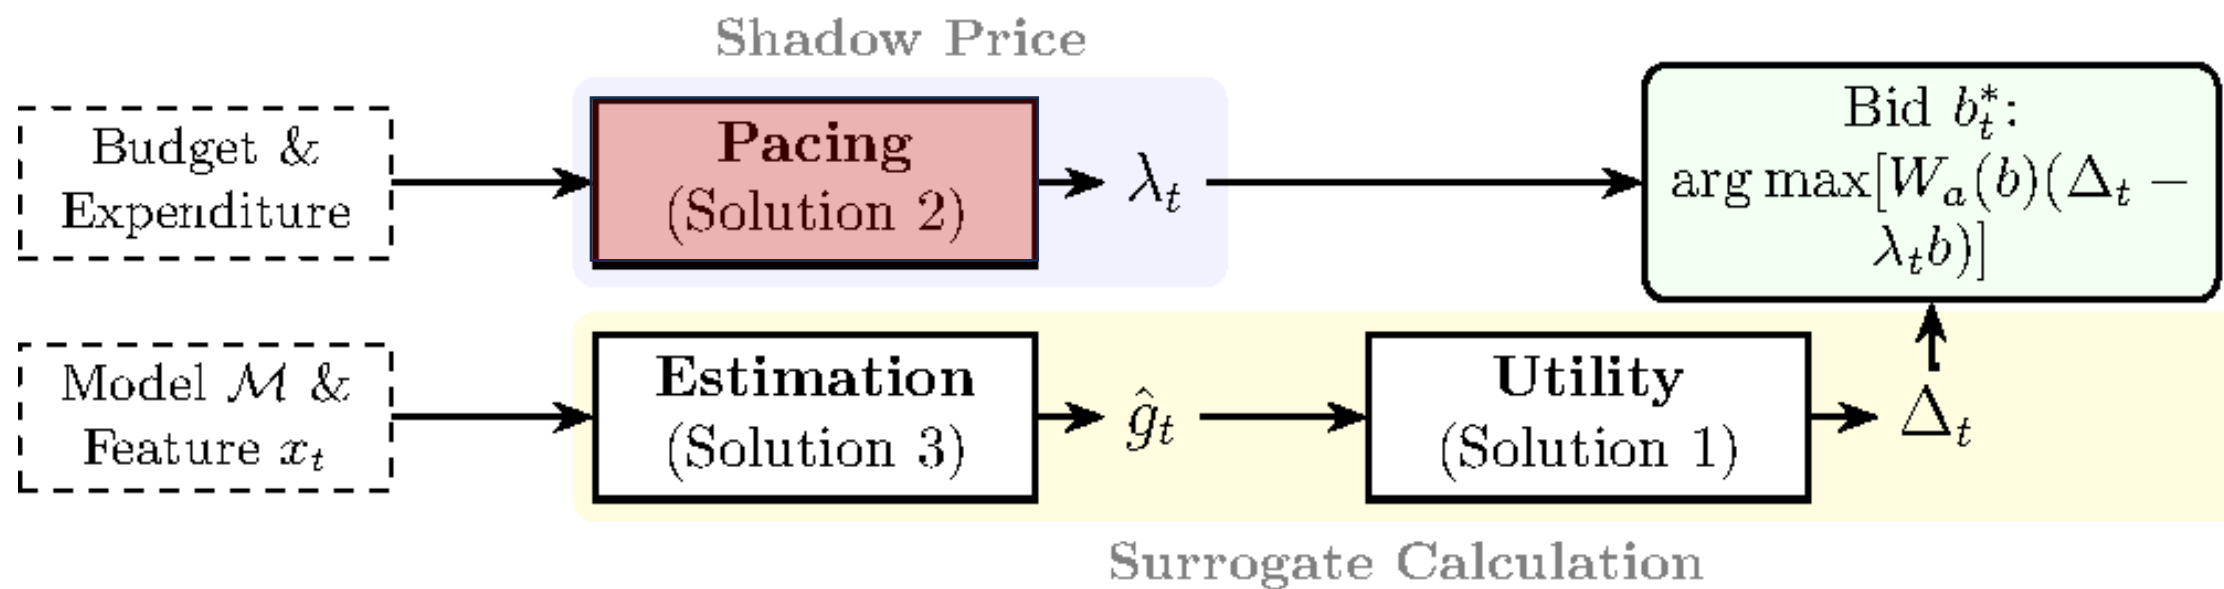 Shadow Price
Budget &
Expenditure
Pacing
(Solution 2)
λ_t
Bid b_t^*:
arg max[W_a(b)(Δ_t −
λ_t b)]
Model ℳ &
Feature x_t
Estimation
(Solution 3)
ĝ_t
Utility
(Solution 1)
Δ_t
Surrogate Calculation